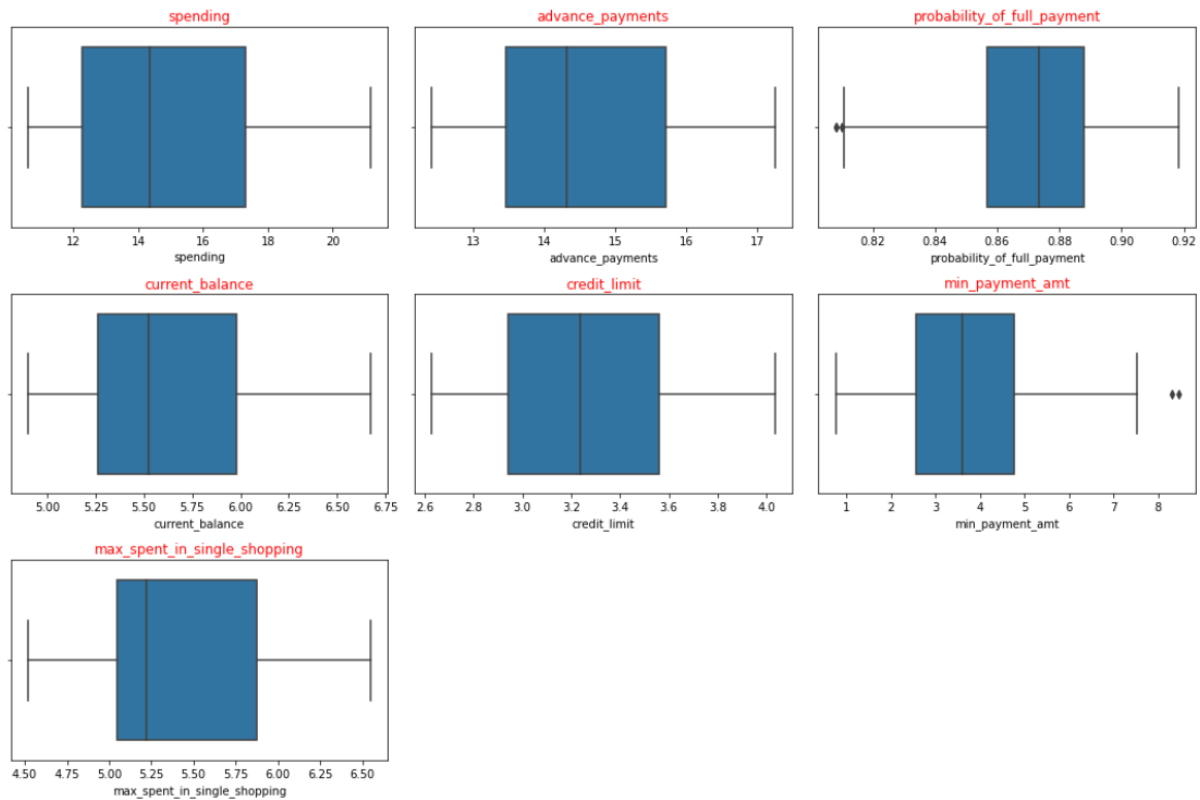 spending
advance_payments
probability_of_full_payment
12 14 16 18 20
13 14 15 16 17
0.82 0.84 0.86 0.88 0.90 0.92
spending
advance_payments
probability_of_full_payment
current_balance
credit_limit
min_payment_amt
5.00 5.25 5.50 5.75 6.00 6.25 6.50 6.75
2.6 2.8 3.0 3.2 3.4 3.6 3.8 4.0
1 2 3 4 5 6 7 8
current_balance
credit_limit
min_payment_amt
max_spent_in_single_shopping
4.50 4.75 5.00 5.25 5.50 5.75 6.00 6.25 6.50
max_spent_in_single_shopping